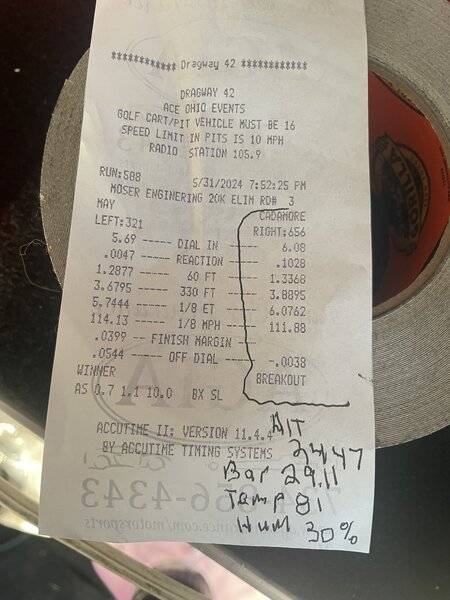 ************ Dragway 42 ************
DRAGWAY 42
ACE OHIO EVENTS
GOLF CART/PIT VEHICLE MUST BE 16
SPEED LIMIT IN PITS IS 10 MPH
RADIO STATION 105.9
RUN:588 5/31/2024 7:52:25 PM
MOSER ENGINERING 20K ELIM RD# 3
MAY CADAMORE
LEFT:321 RIGHT:656
5.69 ----- DIAL IN ----- 6.08
.0047 ----- REACTION ----- .1028
1.2877 ----- 60 FT ----- 1.3368
3.6795 ----- 330 FT ----- 3.8895
5.7444 ----- 1/8 ET ----- 6.0762
114.13 ----- 1/8 MPH ----- 111.88
.0399 --- FINISH MARGIN ---
.0544 ----- OFF DIAL ----- -.0038
WINNER BREAKOUT
AS 0.7 1.1 10.0 BX SL
ACCUTIME II: VERSION 11.4.4
BY ACCUTIME TIMING SYSTEMS
Alt
3447
Bar 29.11
Temp 81
Hum 30%
GORILLA